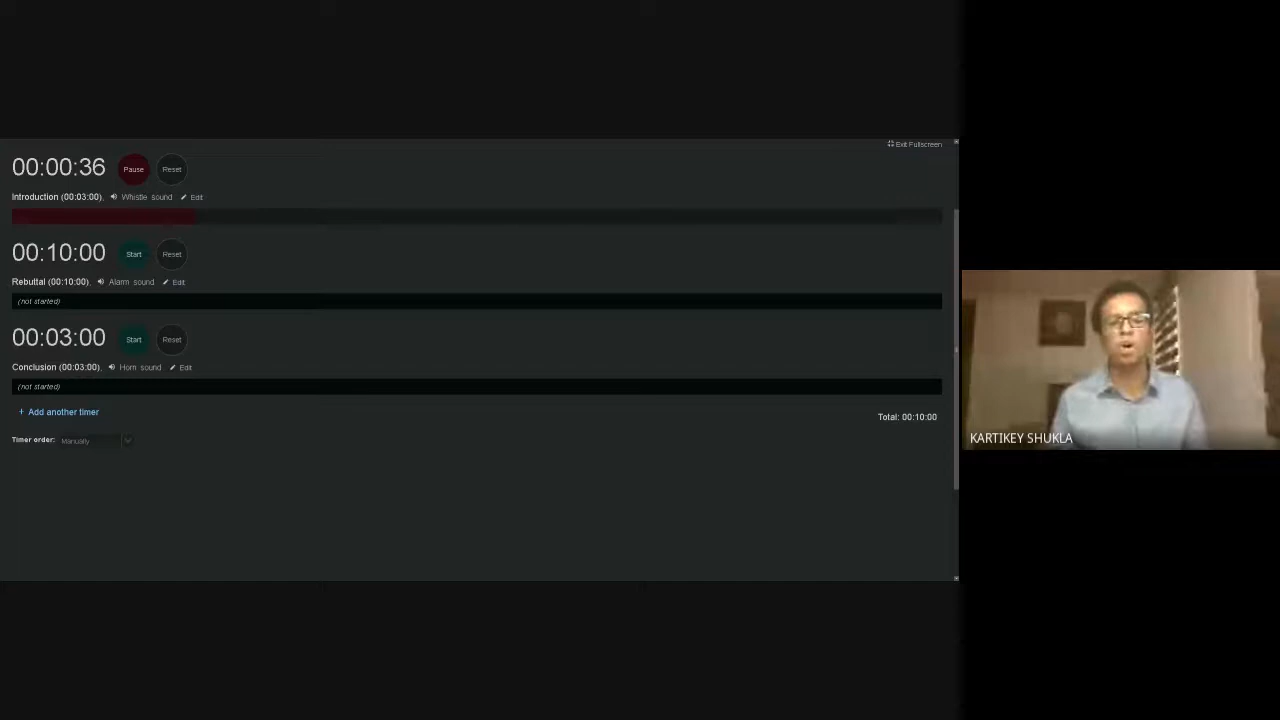 Exit Fullscreen
00:00:36 Pause Reset
Introduction (00:03:00), Whistle sound Edit
00:10:00 Start Reset
Rebuttal (00:10:00), Alarm sound Edit
(not started)
00:03:00 Start Reset
Conclusion (00:03:00), Horn sound Edit
(not started)
+ Add another timer
Total: 00:10:00
Timer order: Manually
KARTIKEY SHUKLA